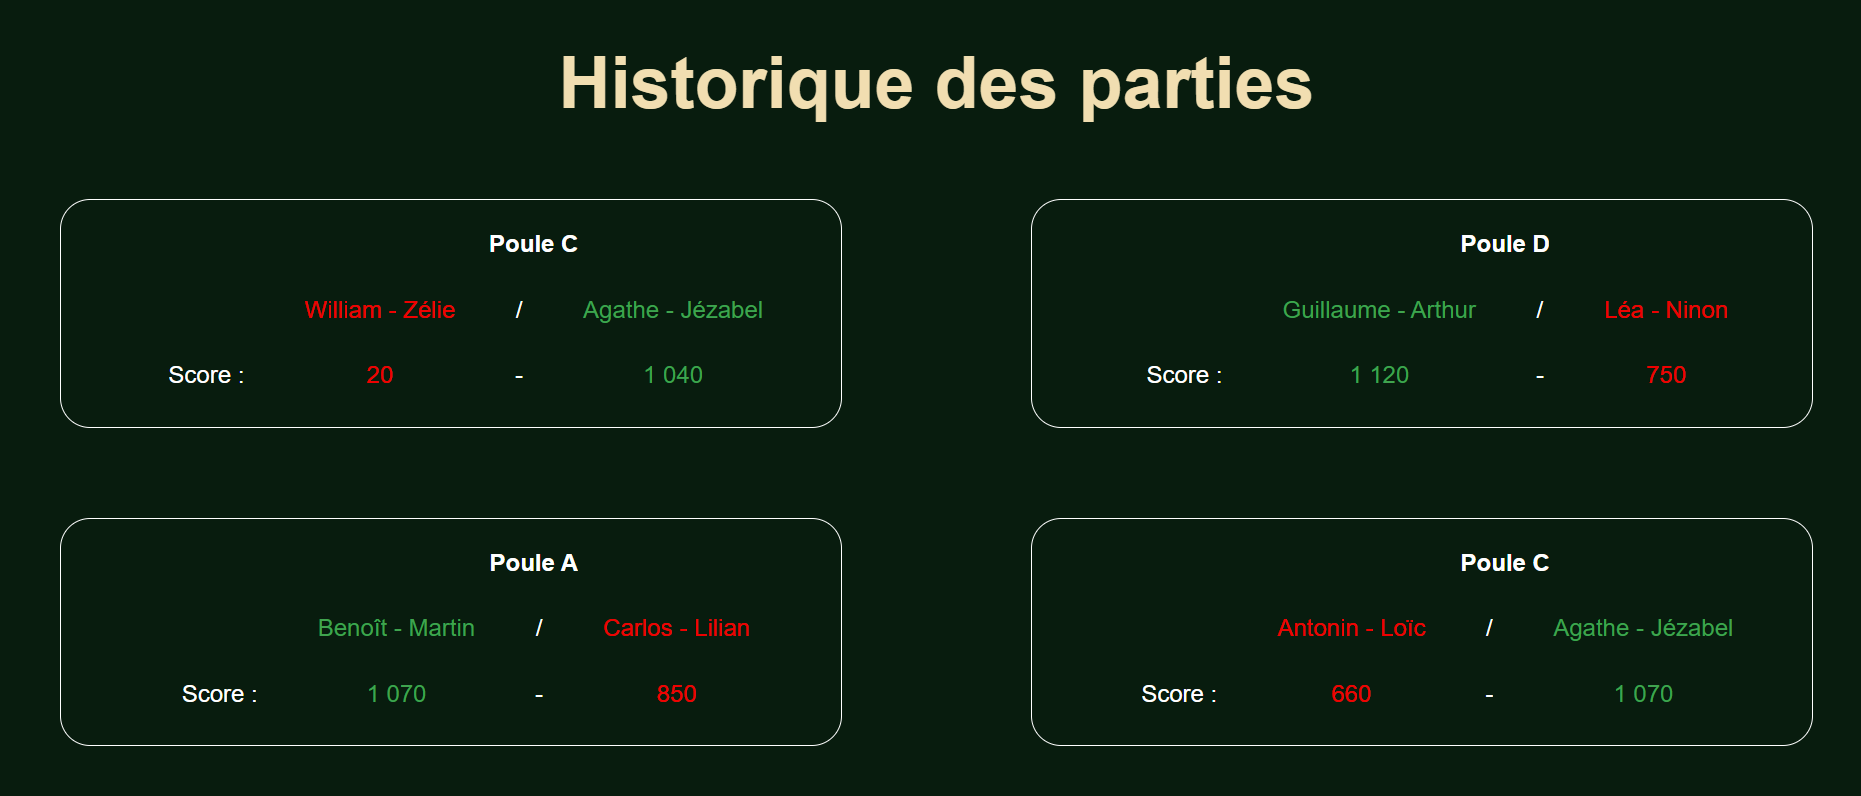 Historique des parties
Poule C
William - Zélie / Agathe - Jézabel
Score : 20 - 1 040
Poule D
Guillaume - Arthur / Léa - Ninon
Score : 1 120 - 750
Poule A
Benoît - Martin / Carlos - Lilian
Score : 1 070 - 850
Poule C
Antonin - Loïc / Agathe - Jézabel
Score : 660 - 1 070